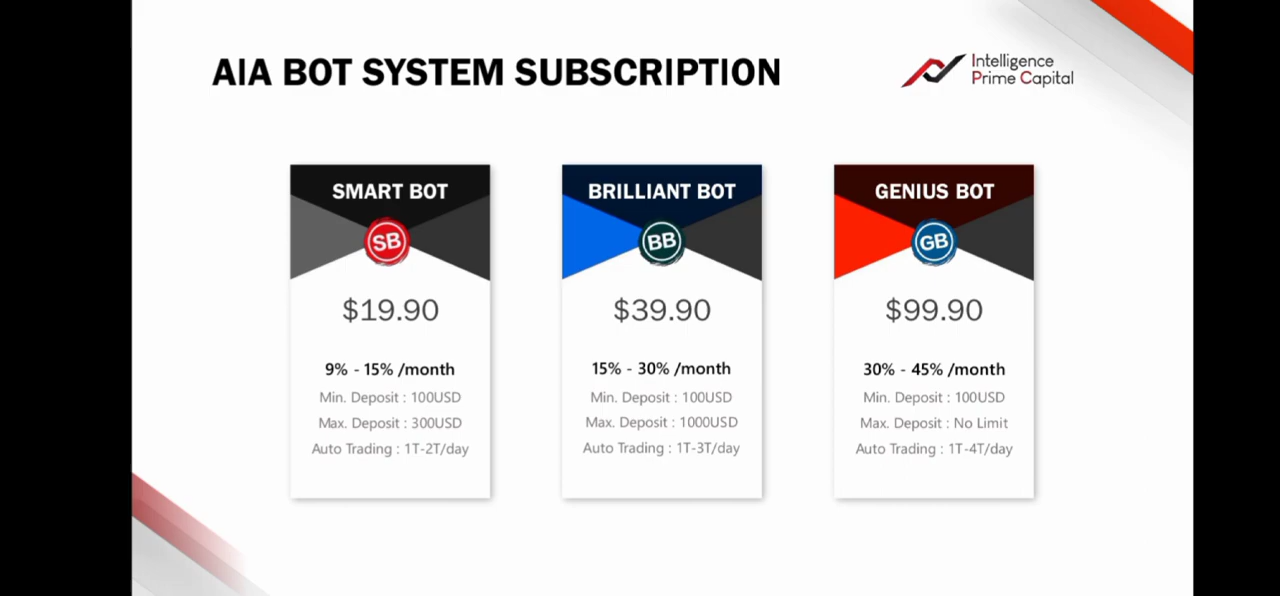 AIA BOT SYSTEM SUBSCRIPTION
Intelligence
Prime Capital
SMART BOT
SB
$19.90
9% - 15% /month
Min. Deposit : 100USD
Max. Deposit : 300USD
Auto Trading : 1T-2T/day
BRILLIANT BOT
BB
$39.90
15% - 30% /month
Min. Deposit : 100USD
Max. Deposit : 1000USD
Auto Trading : 1T-3T/day
GENIUS BOT
GB
$99.90
30% - 45% /month
Min. Deposit : 100USD
Max. Deposit : No Limit
Auto Trading : 1T-4T/day